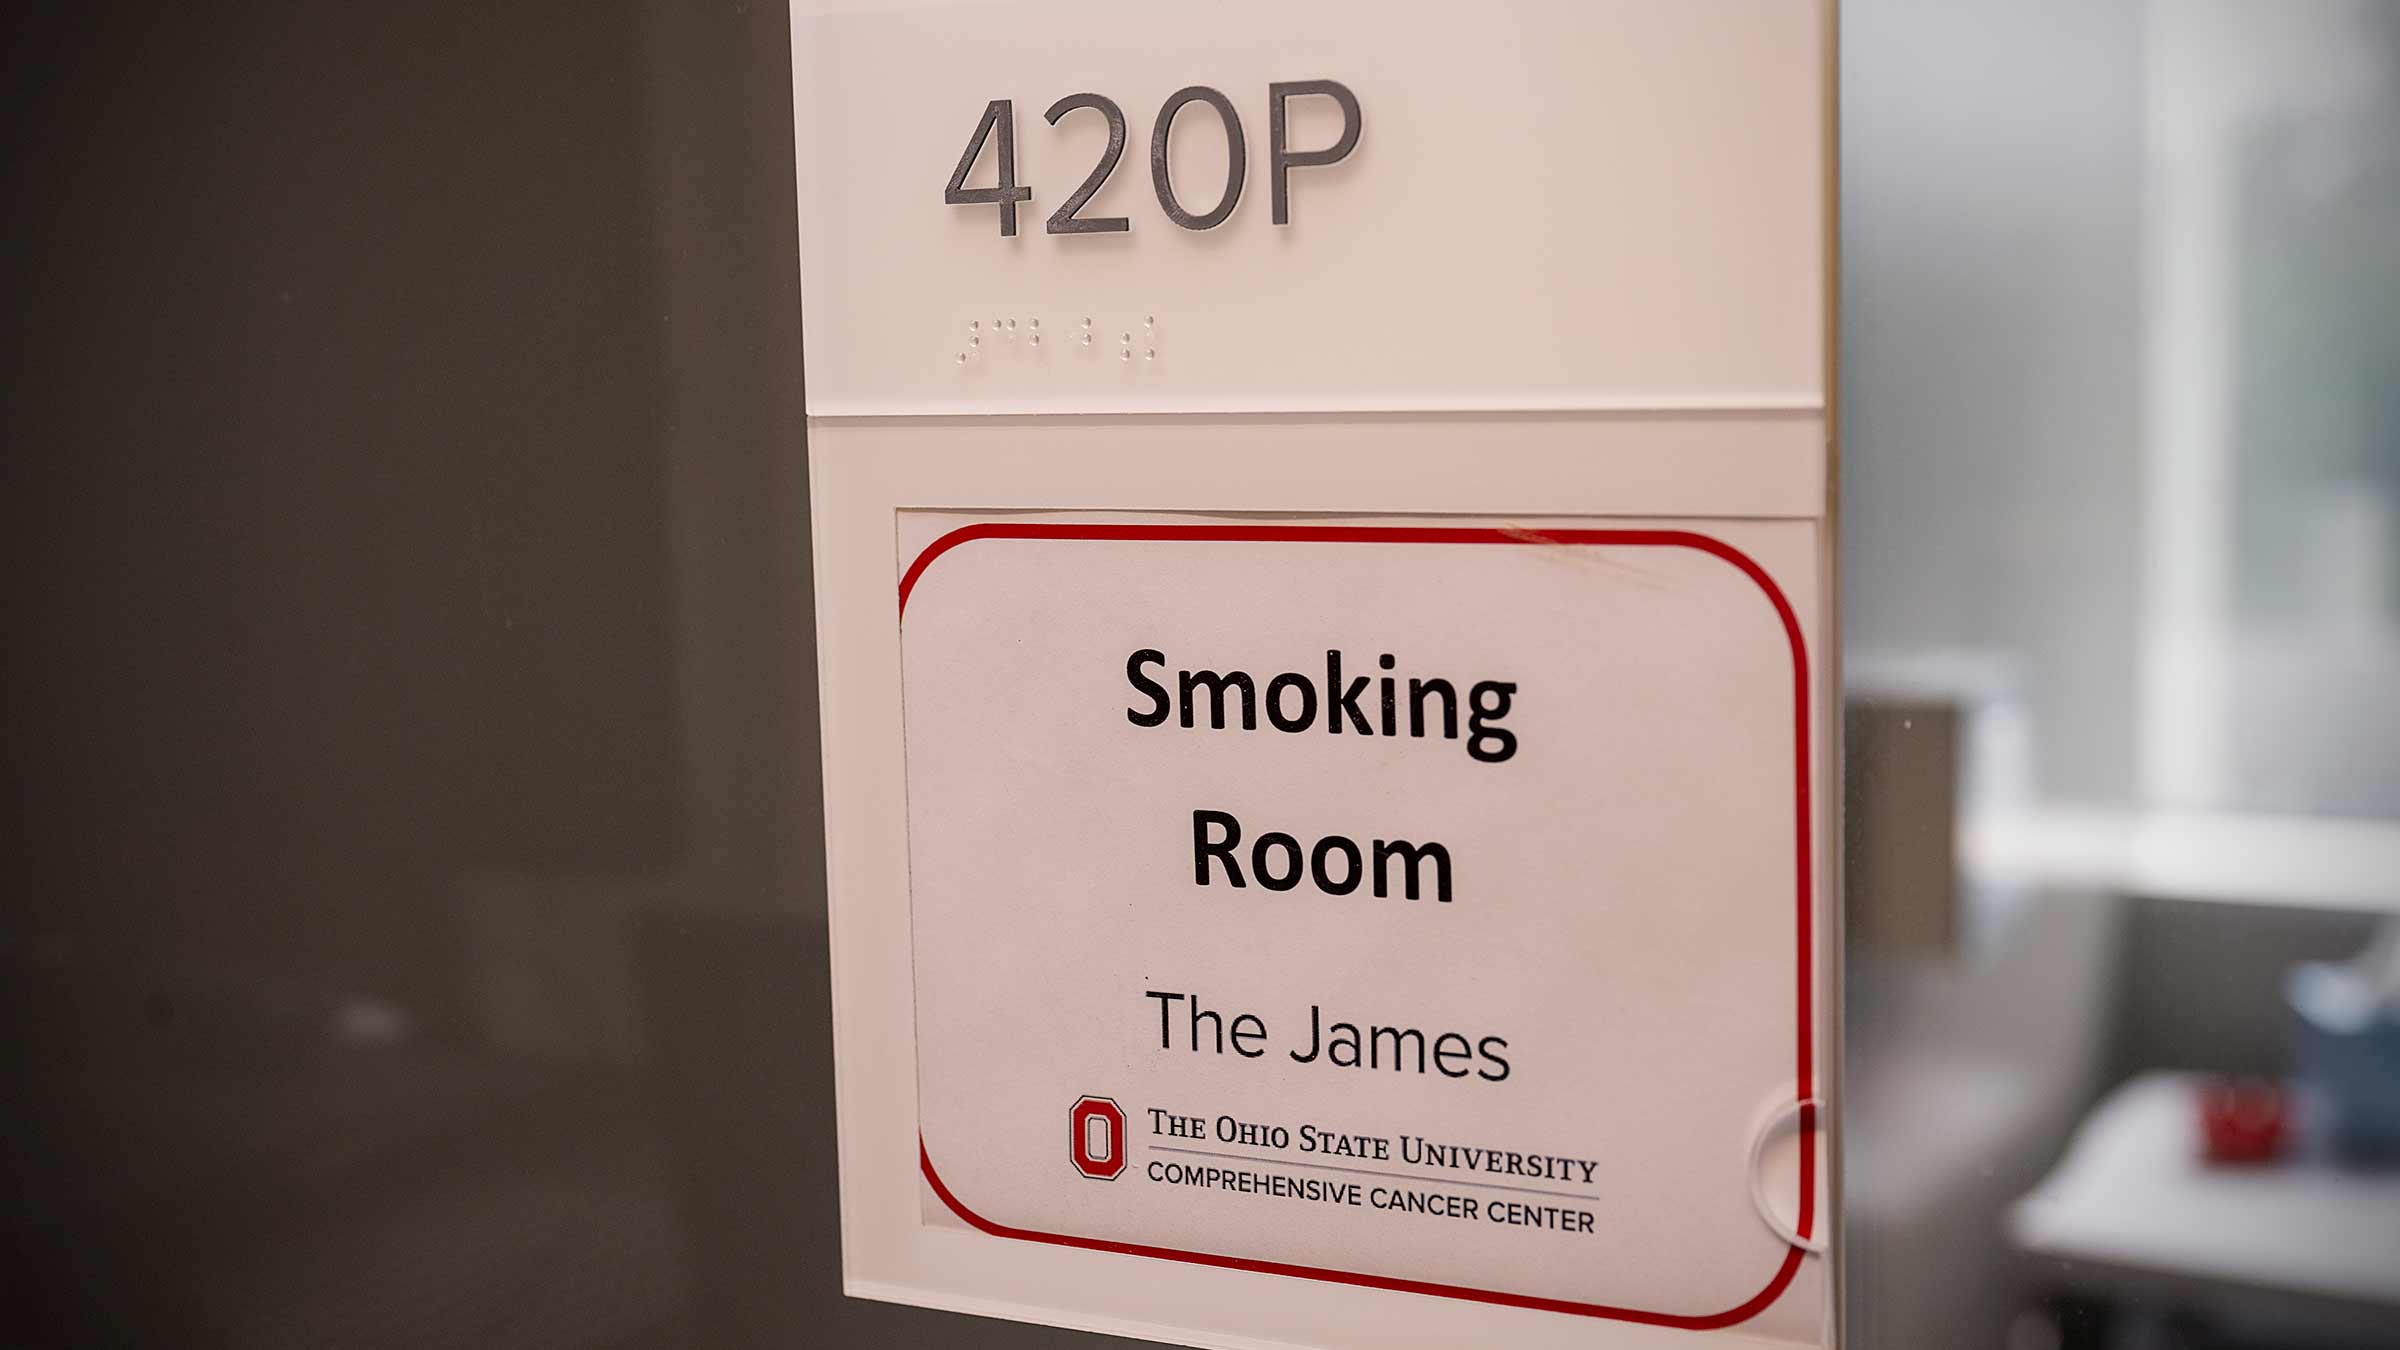 420P
⠼⠙⠃⠚⠰⠏
Smoking
Room
The James
O
THE OHIO STATE UNIVERSITY
COMPREHENSIVE CANCER CENTER